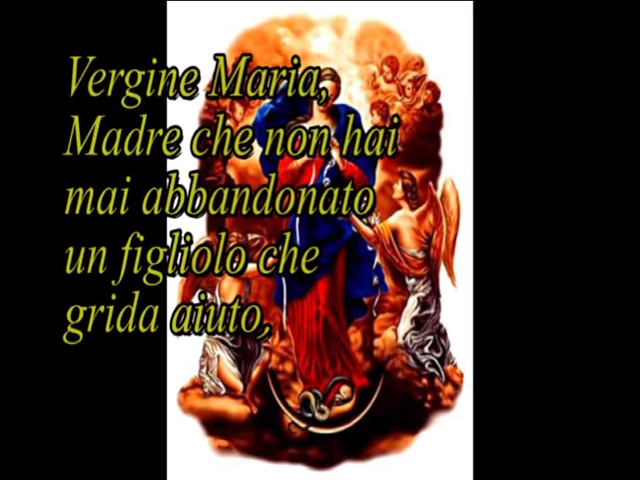 Vergine Maria,
Madre che non hai
mai abbandonato
un figliolo che
grida aiuto,